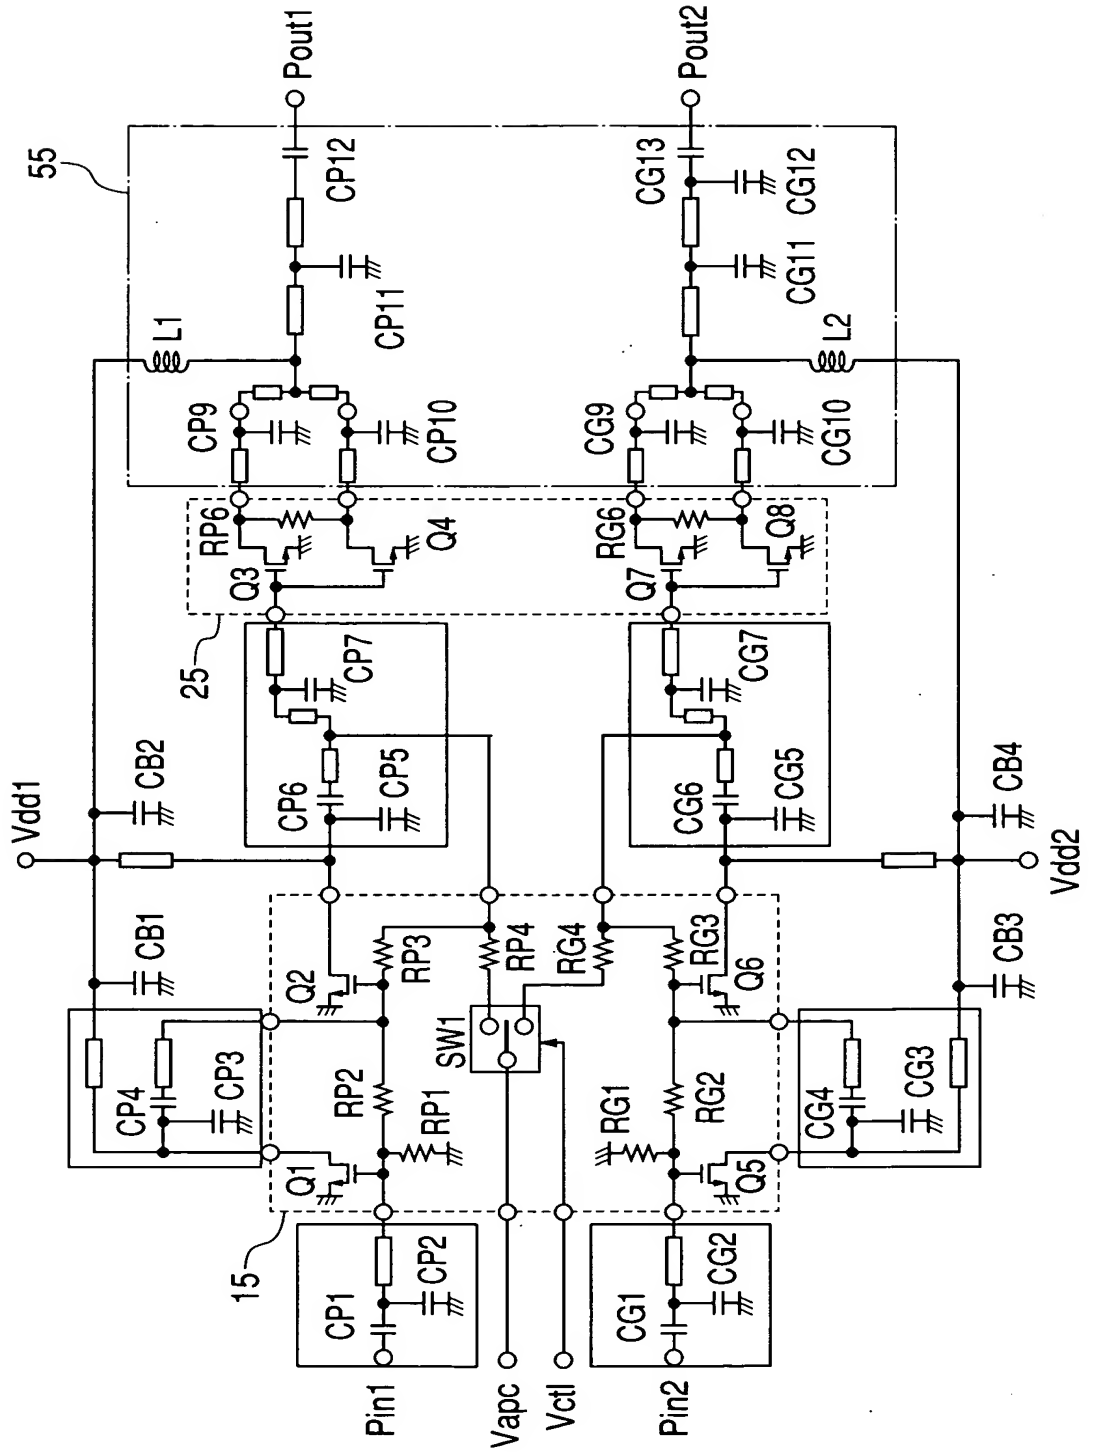 Pout1
Pout2
55
CP12
CG13
CG12
CP11
CG11
L1
L2
CP9
CP10
CG9
CG10
RP6
Q4
RG6
Q8
Q3
Q7
25
CP7
CG7
Vdd1
CB2
CP6
CP5
CG6
CG5
CB4
Vdd2
CB1
Q2
RP3
RP4
RG4
RG3
Q6
CB3
SW1
CP4
CP3
RP2
RP1
RG1
RG2
CG4
CG3
Q1
Q5
15
CP1
CP2
CG1
CG2
Pin1
Vapc
Vctl
Pin2